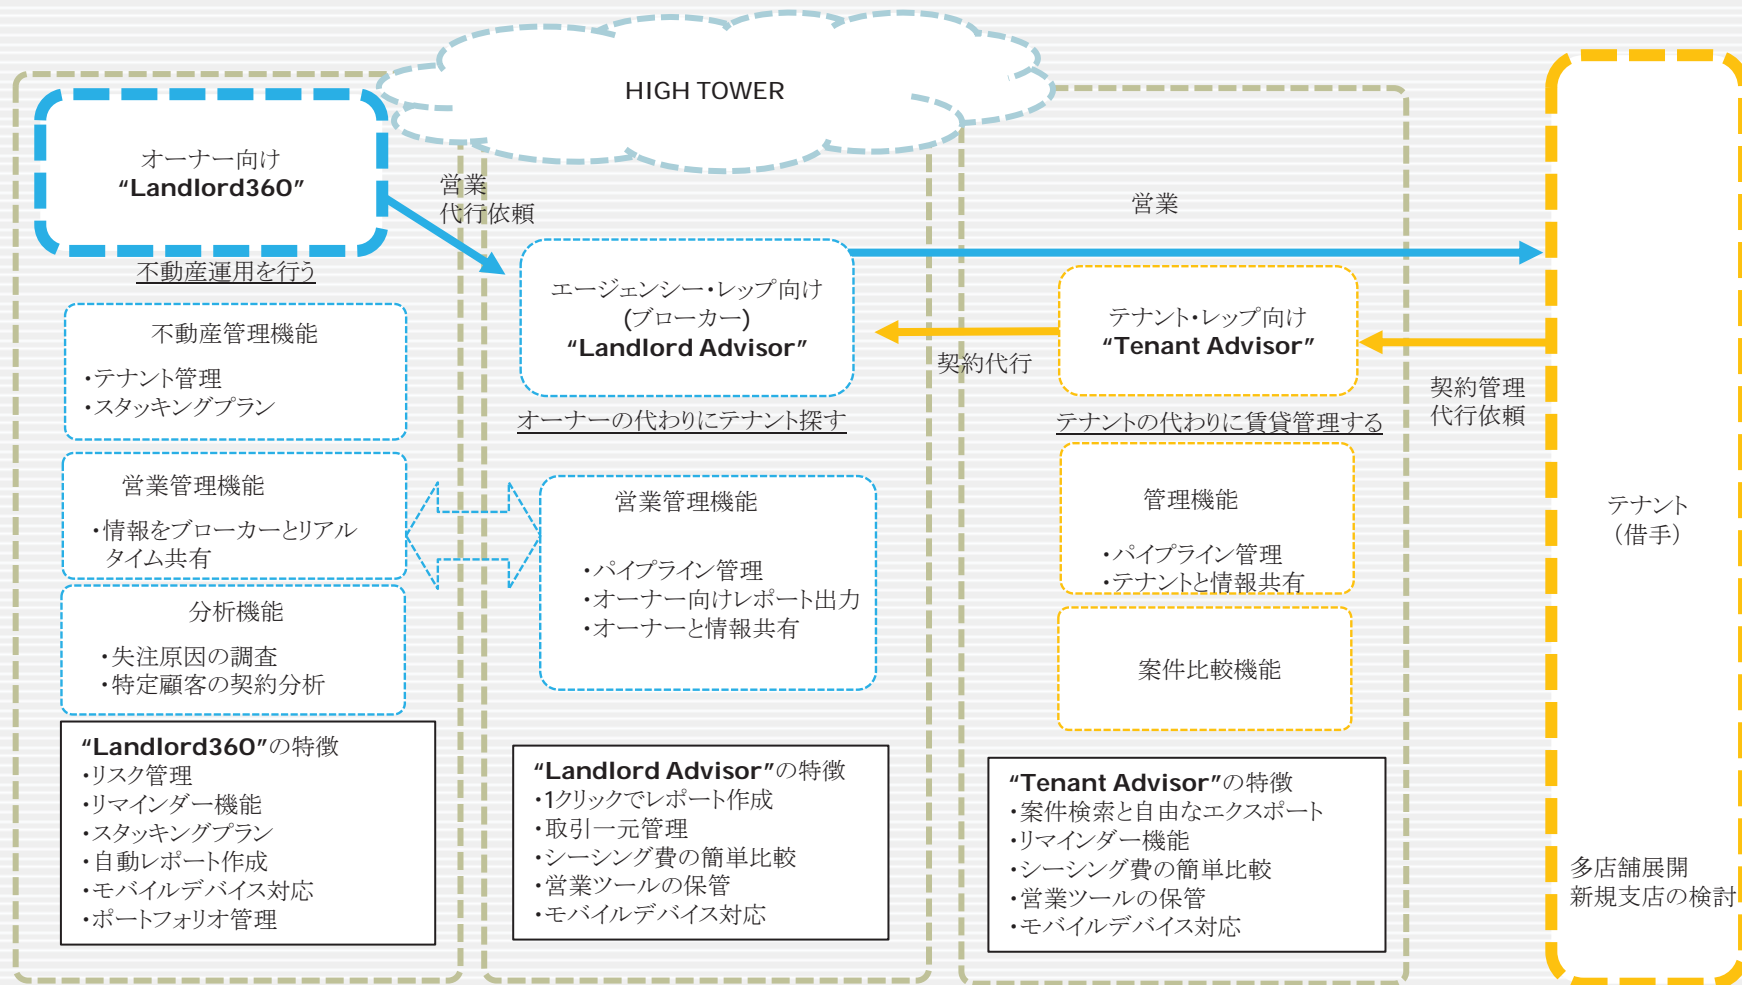 HIGH TOWER
オーナー向け
“Landlord360”
不動産運用を行う
営業
代行依頼
不動産管理機能
・テナント管理
・スタッキングプラン
営業管理機能
・情報をブローカーとリアル
タイム共有
分析機能
・失注原因の調査
・特定顧客の契約分析
“Landlord360”の特徴
・リスク管理
・リマインダー機能
・スタッキングプラン
・自動レポート作成
・モバイルデバイス対応
・ポートフォリオ管理
エージェンシー・レップ向け
(ブローカー)
“Landlord Advisor”
オーナーの代わりにテナント探す
営業管理機能
・パイプライン管理
・オーナー向けレポート出力
・オーナーと情報共有
“Landlord Advisor”の特徴
・1クリックでレポート作成
・取引一元管理
・シーシング費の簡単比較
・営業ツールの保管
・モバイルデバイス対応
営業
契約代行
テナント・レップ向け
“Tenant Advisor”
テナントの代わりに賃貸管理する
管理機能
・パイプライン管理
・テナントと情報共有
案件比較機能
“Tenant Advisor”の特徴
・案件検索と自由なエクスポート
・リマインダー機能
・シーシング費の簡単比較
・営業ツールの保管
・モバイルデバイス対応
契約管理
代行依頼
テナント
（借手）
多店舗展開
新規支店の検討